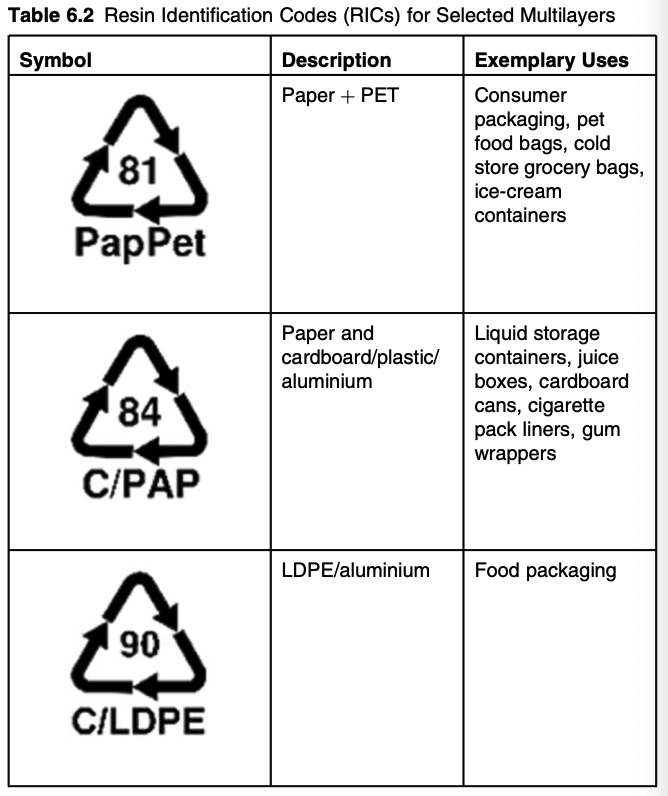 Table 6.2 Resin Identification Codes (RICs) for Selected Multilayers
Symbol Description Exemplary Uses
81
PapPet
Paper + PET
Consumer
packaging, pet
food bags, cold
store grocery bags,
ice-cream
containers
84
C/PAP
Paper and
cardboard/plastic/
aluminium
Liquid storage
containers, juice
boxes, cardboard
cans, cigarette
pack liners, gum
wrappers
90
C/LDPE
LDPE/aluminium
Food packaging